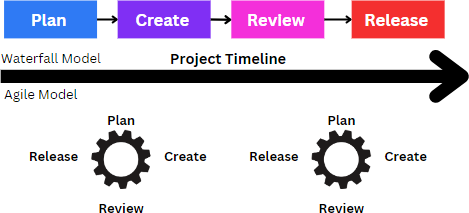 Plan Create Review Release
Waterfall Model Project Timeline
Agile Model
Plan Plan
Release Create Release Create
Review Review